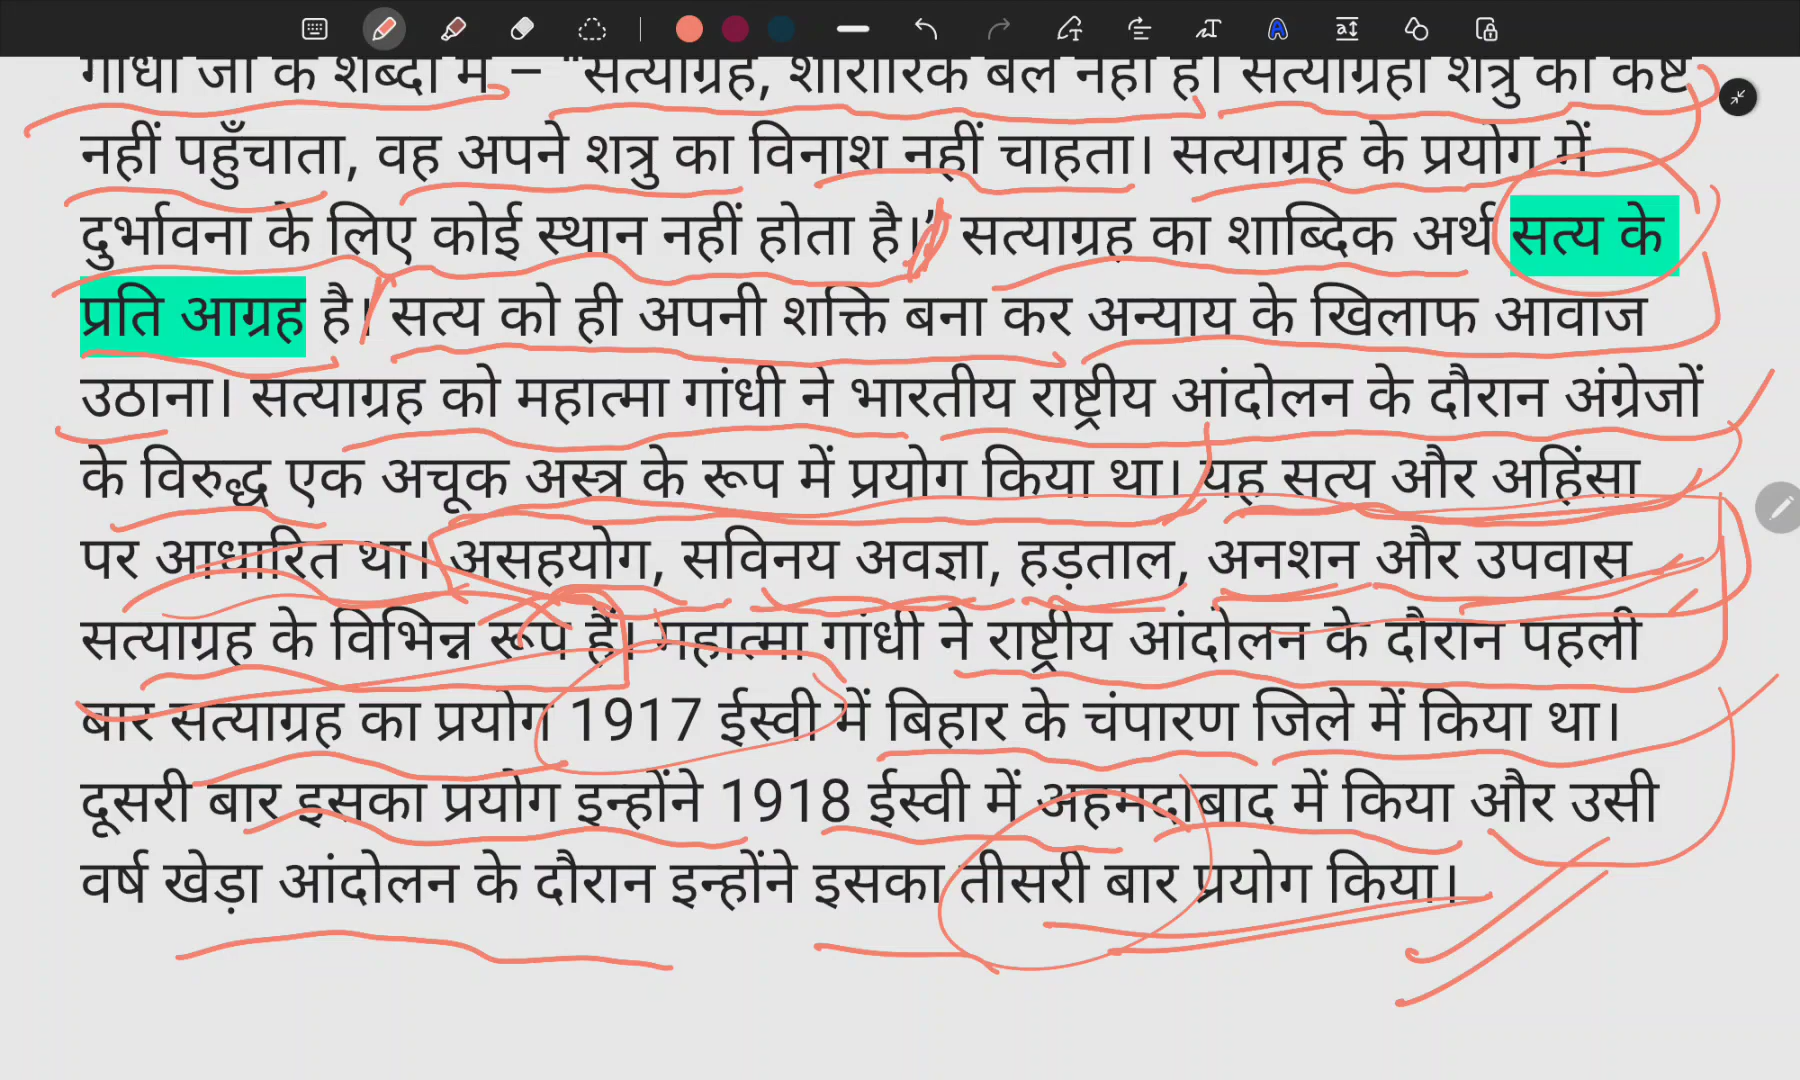 गांधी जी के शब्दों में – "सत्याग्रह, शारीरिक बल नहीं है। सत्याग्रही शत्रु को कष्ट
नहीं पहुँचाता, वह अपने शत्रु का विनाश नहीं चाहता। सत्याग्रह के प्रयोग में
दुर्भावना के लिए कोई स्थान नहीं होता है।" सत्याग्रह का शाब्दिक अर्थ सत्य के
प्रति आग्रह है। सत्य को ही अपनी शक्ति बना कर अन्याय के खिलाफ आवाज
उठाना। सत्याग्रह को महात्मा गांधी ने भारतीय राष्ट्रीय आंदोलन के दौरान अंग्रेजों
के विरुद्ध एक अचूक अस्त्र के रूप में प्रयोग किया था। यह सत्य और अहिंसा
पर आधारित था। असहयोग, सविनय अवज्ञा, हड़ताल, अनशन और उपवास
सत्याग्रह के विभिन्न रूप हैं। महात्मा गांधी ने राष्ट्रीय आंदोलन के दौरान पहली
बार सत्याग्रह का प्रयोग 1917 ईस्वी में बिहार के चंपारण जिले में किया था।
दूसरी बार इसका प्रयोग इन्होंने 1918 ईस्वी में अहमदाबाद में किया और उसी
वर्ष खेड़ा आंदोलन के दौरान इन्होंने इसका तीसरी बार प्रयोग किया।